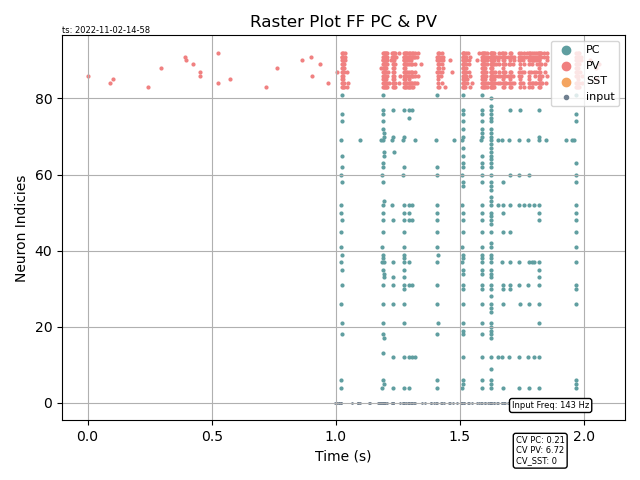 Raster Plot FF PC & PV
ts: 2022-11-02-14-58
PC
PV
SST
input
80
60
40
20
0
Neuron Indicies
Input Freq: 143 Hz
0.0 0.5 1.0 1.5 2.0
Time (s)
CV PC: 0.21
CV PV: 6.72
CV_SST: 0